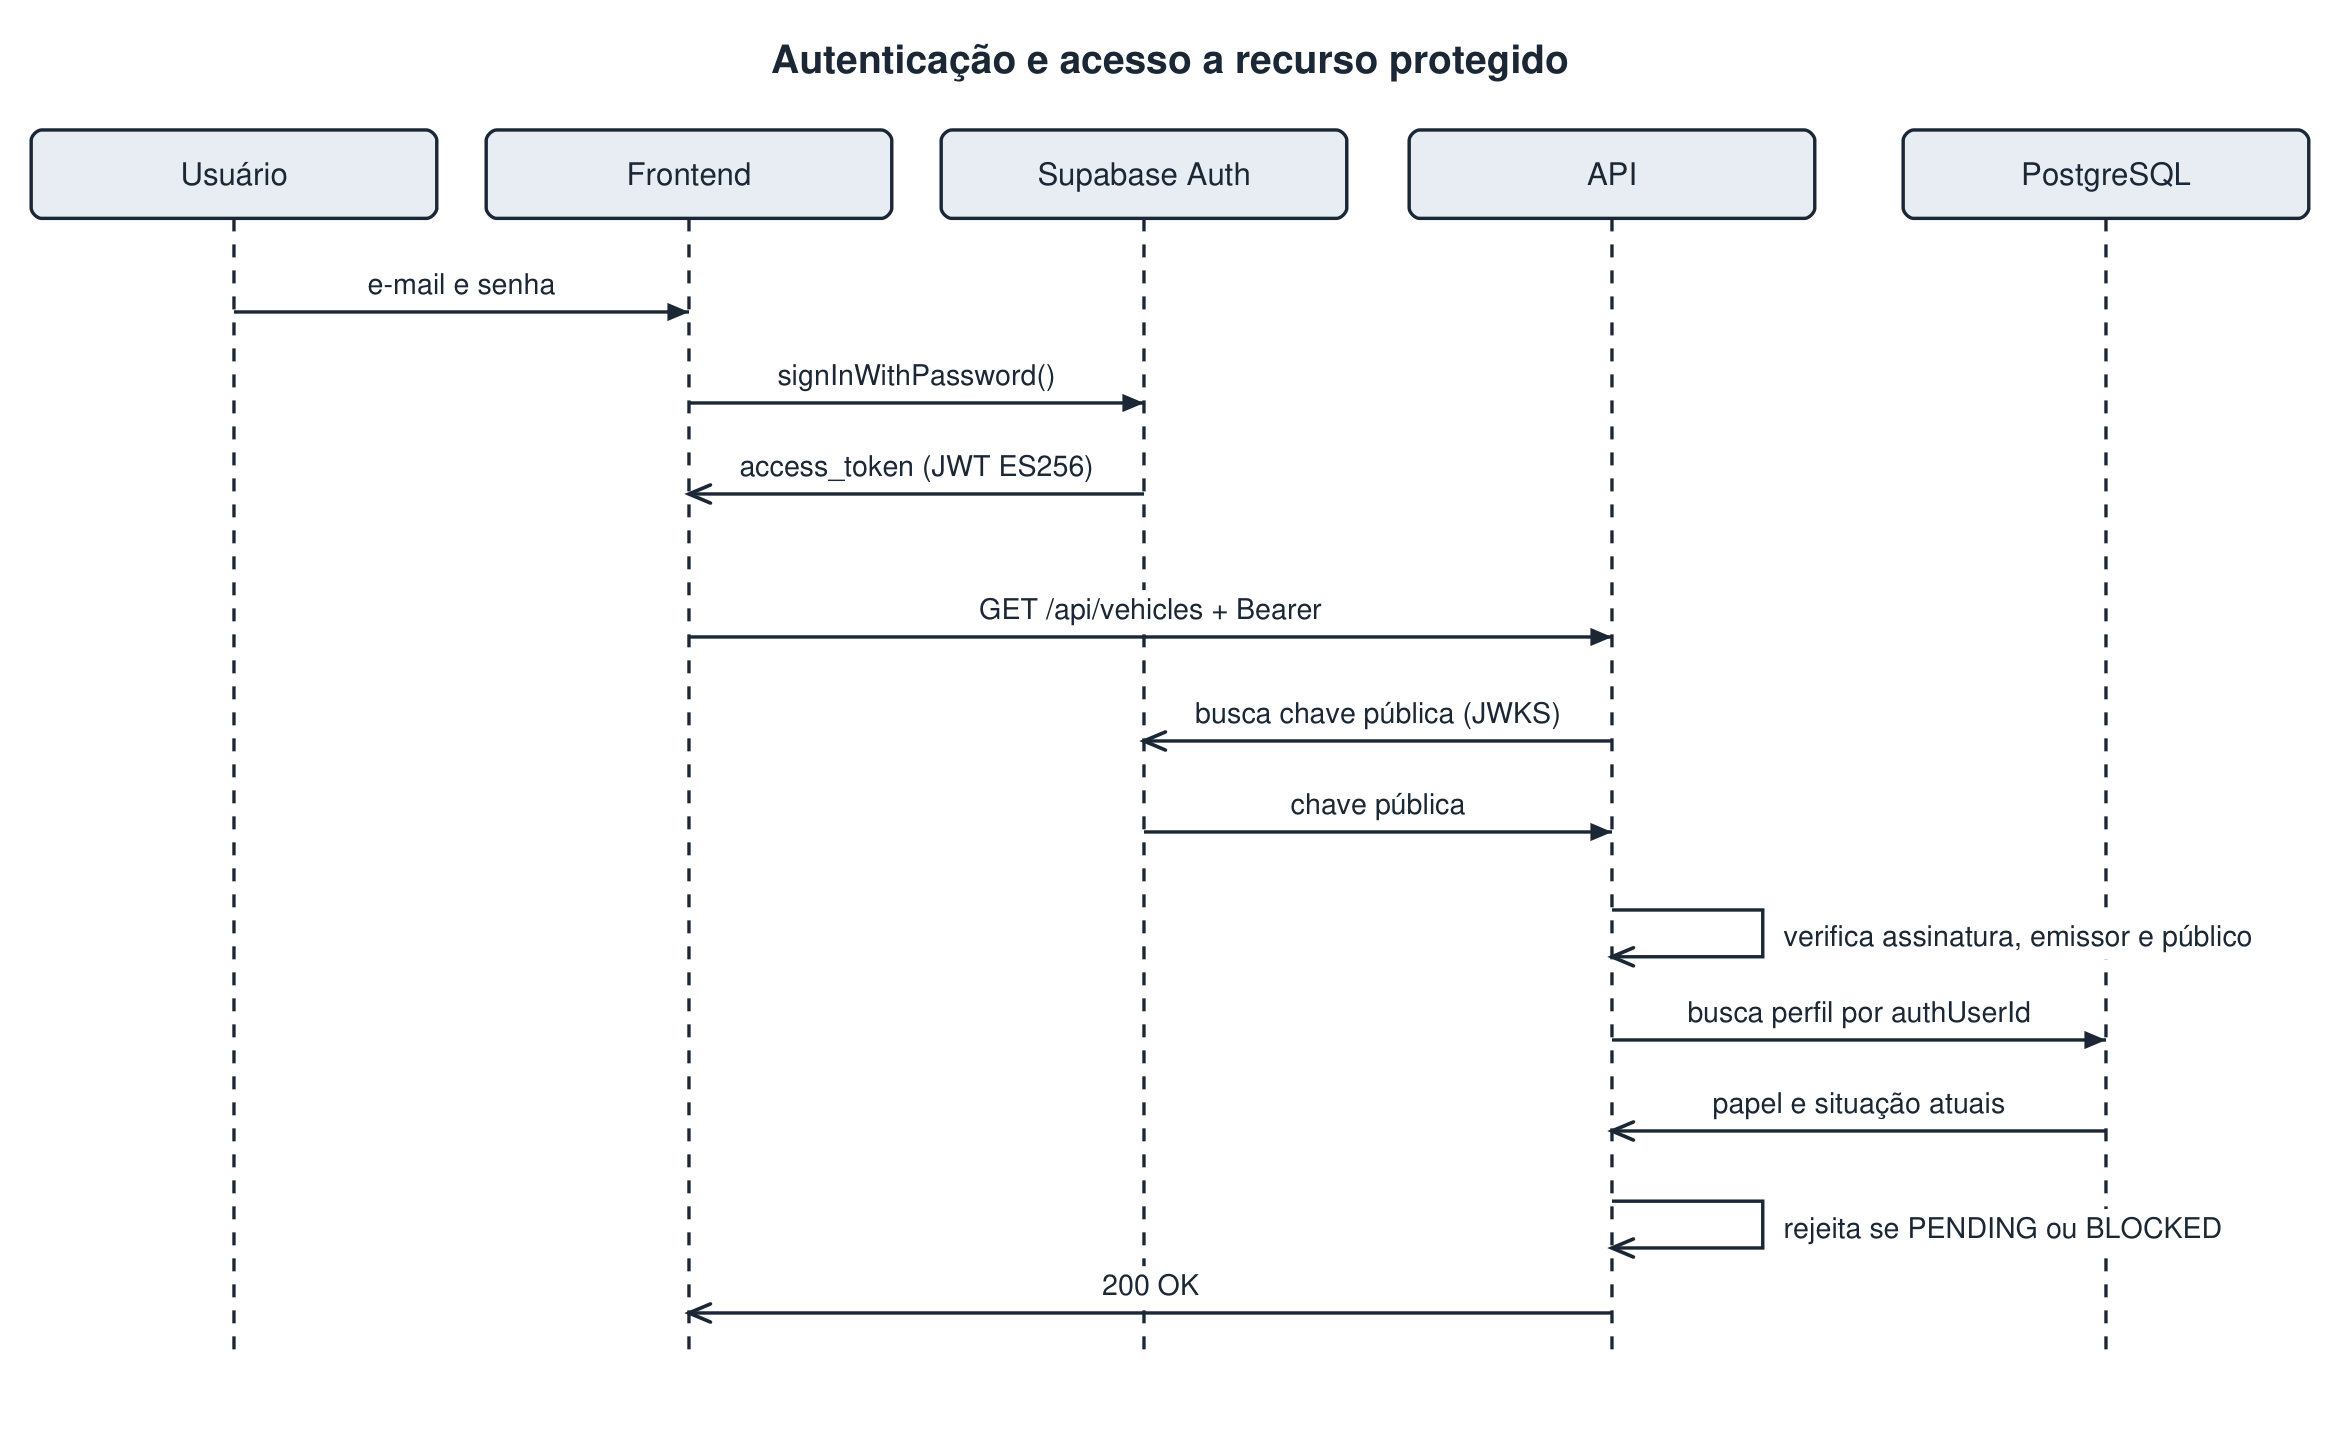 Autenticação e acesso a recurso protegido
Usuário
Frontend
Supabase Auth
API
PostgreSQL
e-mail e senha
signInWithPassword()
access_token (JWT ES256)
GET /api/vehicles + Bearer
busca chave pública (JWKS)
chave pública
verifica assinatura, emissor e público
busca perfil por authUserId
papel e situação atuais
rejeita se PENDING ou BLOCKED
200 OK